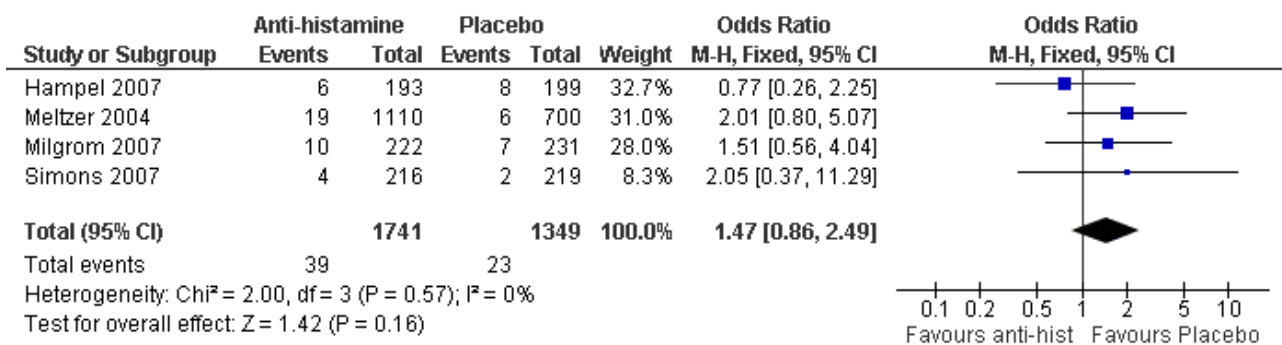 Anti-histamine Placebo Odds Ratio Odds Ratio
Study or Subgroup Events Total Events Total Weight M-H, Fixed, 95% CI M-H, Fixed, 95% CI
Hampel 2007 6 193 8 199 32.7% 0.77 [0.26, 2.25]
Meltzer 2004 19 1110 6 700 31.0% 2.01 [0.80, 5.07]
Milgrom 2007 10 222 7 231 28.0% 1.51 [0.56, 4.04]
Simons 2007 4 216 2 219 8.3% 2.05 [0.37, 11.29]
Total (95% CI) 1741 1349 100.0% 1.47 [0.86, 2.49]
Total events 39 23
Heterogeneity: Chi² = 2.00, df = 3 (P = 0.57); I² = 0%
Test for overall effect: Z = 1.42 (P = 0.16)
0.1 0.2 0.5 1 2 5 10
Favours anti-hist Favours Placebo